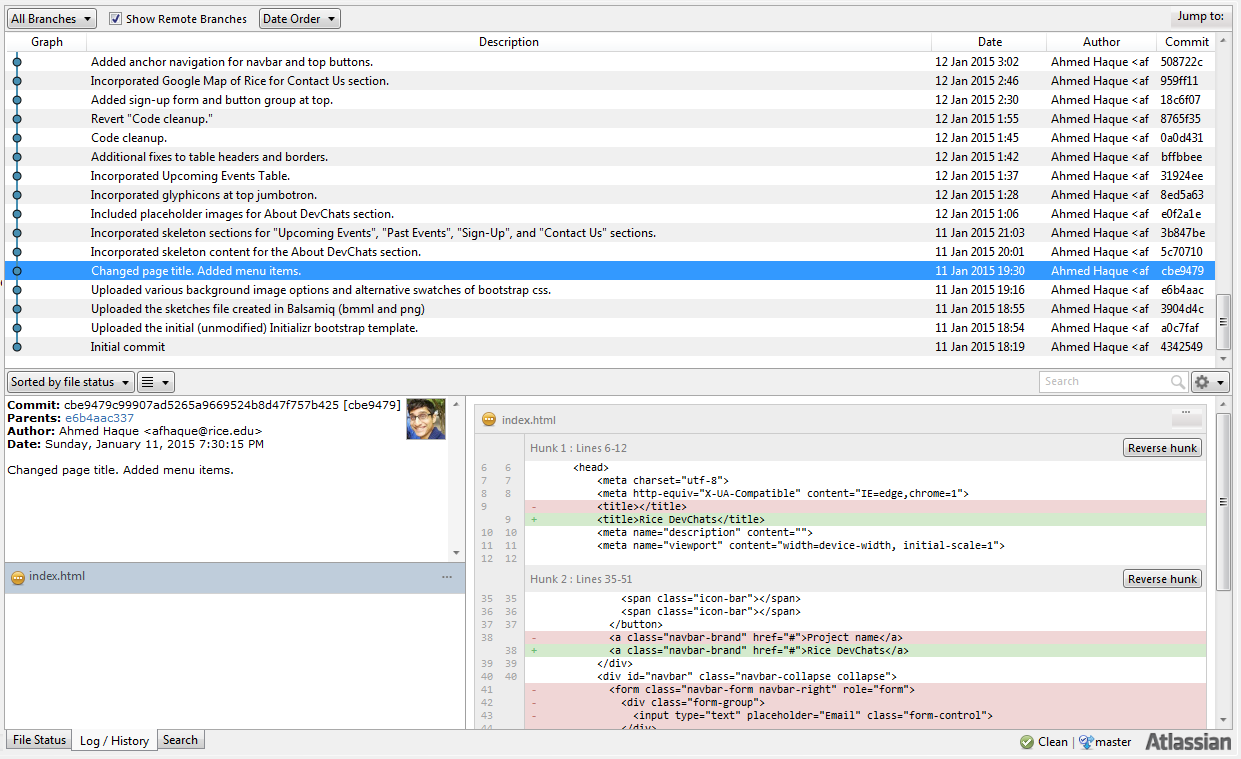 All Branches Show Remote Branches Date Order Jump to:
Graph Description Date Author Commit
Added anchor navigation for navbar and top buttons. 12 Jan 2015 3:02 Ahmed Haque <af 508722c
Incorporated Google Map of Rice for Contact Us section. 12 Jan 2015 2:46 Ahmed Haque <af 959ff11
Added sign-up form and button group at top. 12 Jan 2015 2:30 Ahmed Haque <af 18c6f07
Revert "Code cleanup." 12 Jan 2015 1:55 Ahmed Haque <af 8765f35
Code cleanup. 12 Jan 2015 1:45 Ahmed Haque <af 0a0d431
Additional fixes to table headers and borders. 12 Jan 2015 1:42 Ahmed Haque <af bffbbee
Incorporated Upcoming Events Table. 12 Jan 2015 1:37 Ahmed Haque <af 31924ee
Incorporated glyphicons at top jumbotron. 12 Jan 2015 1:28 Ahmed Haque <af 8ed5a63
Included placeholder images for About DevChats section. 12 Jan 2015 1:06 Ahmed Haque <af e0f2a1e
Incorporated skeleton sections for "Upcoming Events", "Past Events", "Sign-Up", and "Contact Us" sections. 11 Jan 2015 21:03 Ahmed Haque <af 3b847be
Incorporated skeleton content for the About DevChats section. 11 Jan 2015 20:01 Ahmed Haque <af 5c70710
Changed page title. Added menu items. 11 Jan 2015 19:30 Ahmed Haque <af cbe9479
Uploaded various background image options and alternative swatches of bootstrap css. 11 Jan 2015 19:16 Ahmed Haque <af e6b4aac
Uploaded the sketches file created in Balsamiq (bmml and png) 11 Jan 2015 18:55 Ahmed Haque <af 3904d4c
Uploaded the initial (unmodified) Initializr bootstrap template. 11 Jan 2015 18:54 Ahmed Haque <af a0c7faf
Initial commit 11 Jan 2015 18:19 Ahmed Haque <af 4342549
Sorted by file status Search
Commit: cbe9479c99907ad5265a9669524b8d47f757b425 [cbe9479]
Parents: e6b4aac337
Author: Ahmed Haque <afhaque@rice.edu>
Date: Sunday, January 11, 2015 7:30:15 PM
Changed page title. Added menu items.
index.html
index.html
Hunk 1 : Lines 6-12 Reverse hunk
6 6 <head>
7 7 <meta charset="utf-8">
8 8 <meta http-equiv="X-UA-Compatible" content="IE=edge,chrome=1">
9 - <title></title>
9 + <title>Rice DevChats</title>
10 10 <meta name="description" content="">
11 11 <meta name="viewport" content="width=device-width, initial-scale=1">
12 12
Hunk 2 : Lines 35-51 Reverse hunk
35 35 <span class="icon-bar"></span>
36 36 <span class="icon-bar"></span>
37 37 </button>
38 - <a class="navbar-brand" href="#">Project name</a>
38 + <a class="navbar-brand" href="#">Rice DevChats</a>
39 39 </div>
40 40 <div id="navbar" class="navbar-collapse collapse">
41 - <form class="navbar-form navbar-right" role="form">
42 - <div class="form-group">
43 - <input type="text" placeholder="Email" class="form-control">
44 - </div>
File Status Log / History Search Clean | master Atlassian